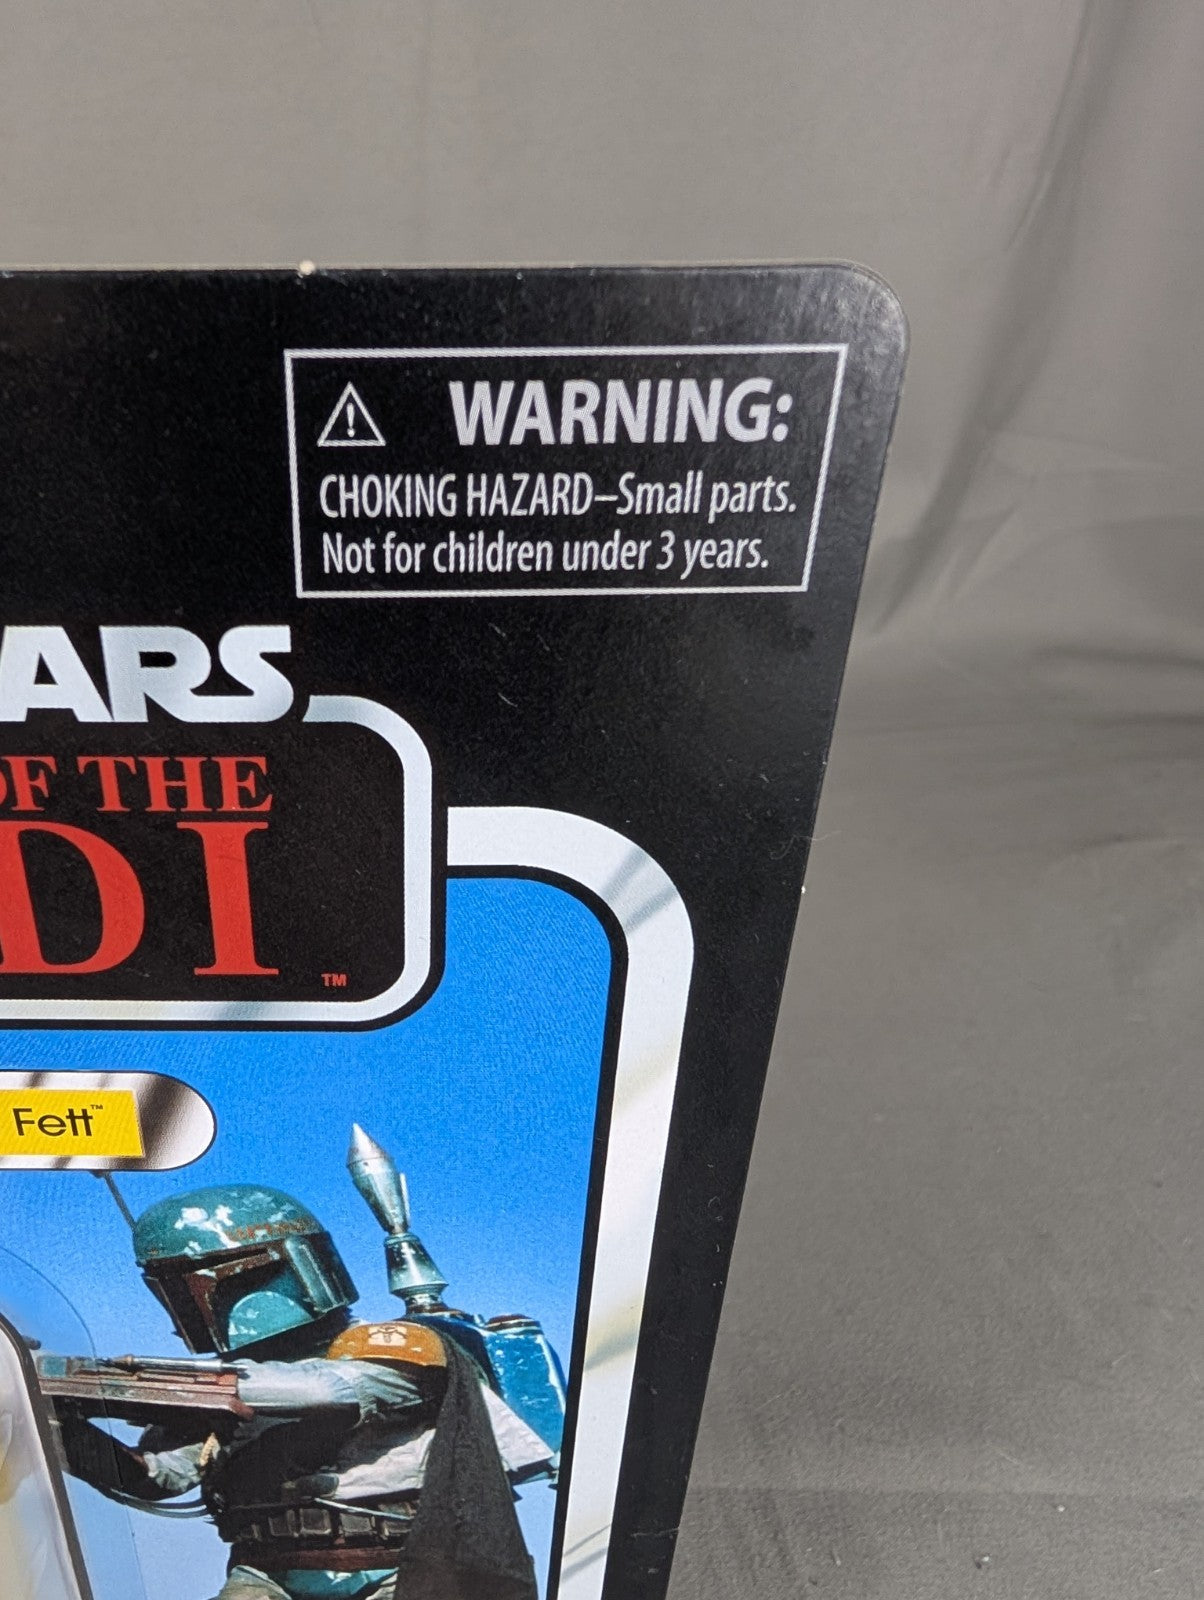 WARNING:
CHOKING HAZARD–Small parts.
Not for children under 3 years.
ARS
OF THE
DI
TM
Fett™